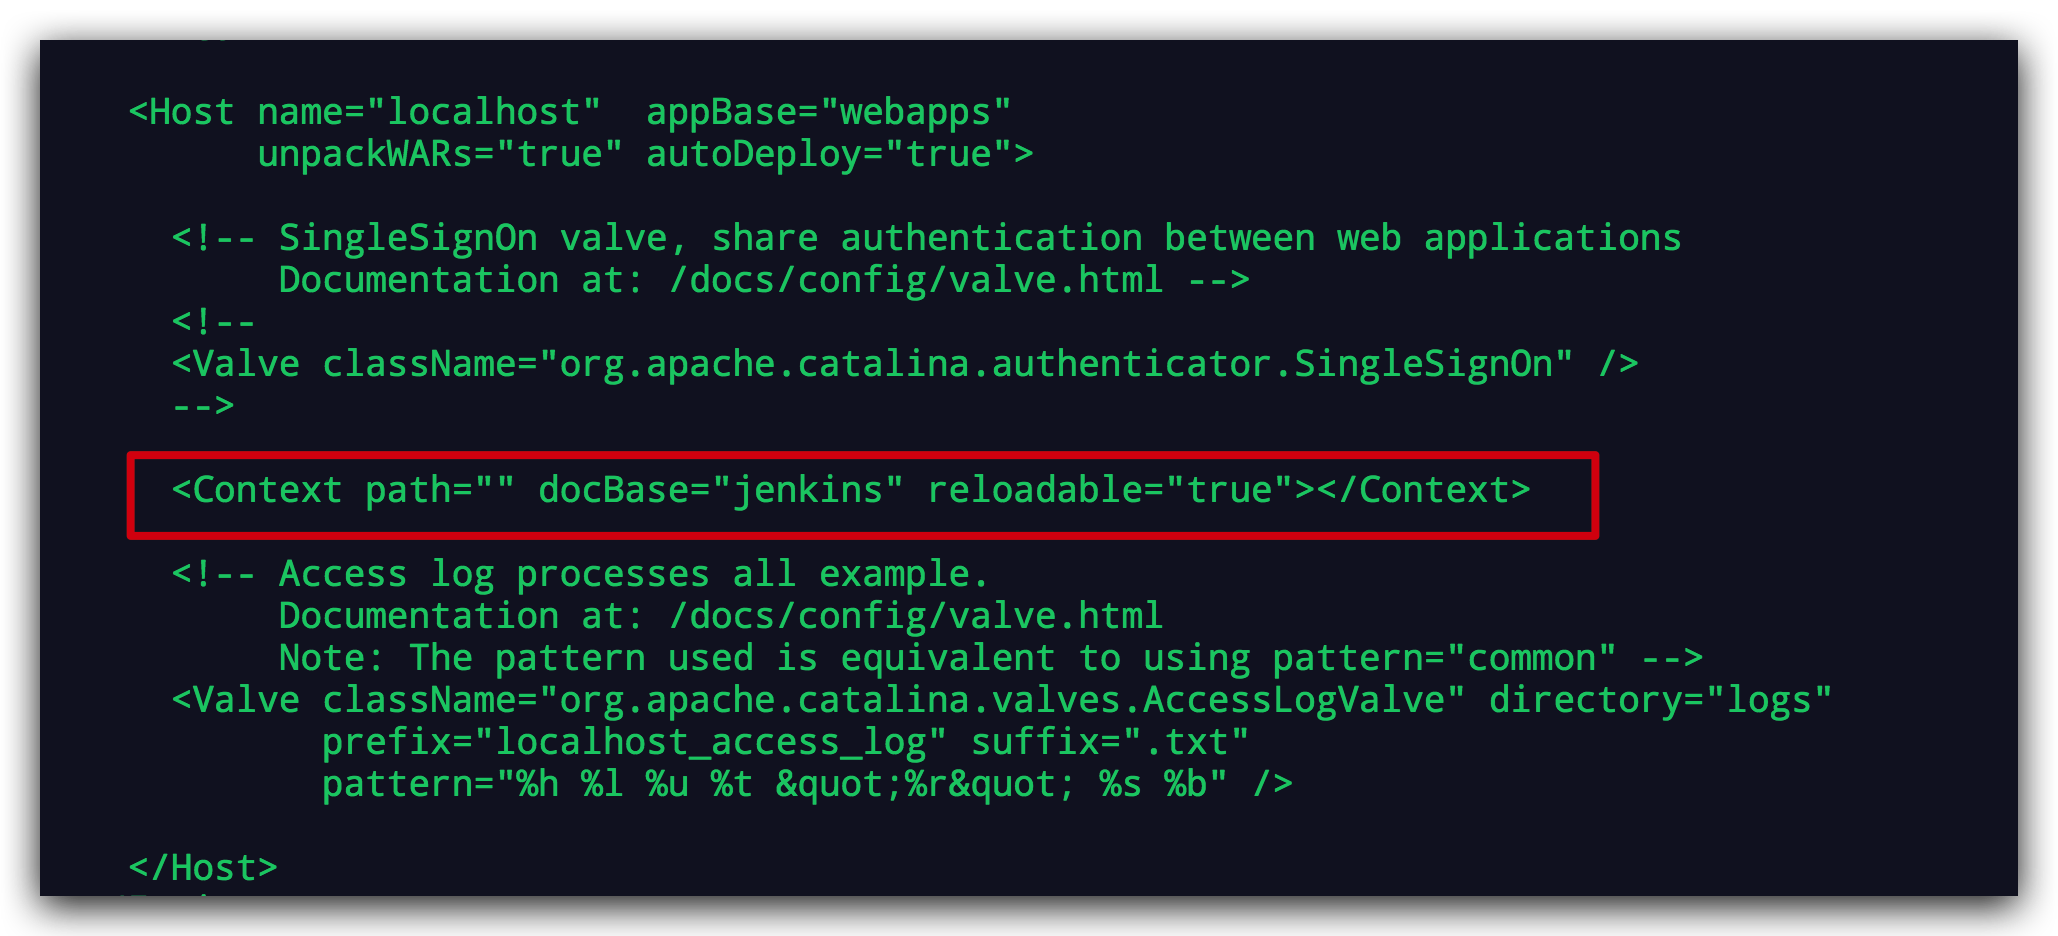 <Host name="localhost"  appBase="webapps"
      unpackWARs="true" autoDeploy="true">
  <!-- SingleSignOn valve, share authentication between web applications
       Documentation at: /docs/config/valve.html -->
  <!--
  <Valve className="org.apache.catalina.authenticator.SingleSignOn" />
  -->
  <Context path="" docBase="jenkins" reloadable="true"></Context>
  <!-- Access log processes all example.
       Documentation at: /docs/config/valve.html
       Note: The pattern used is equivalent to using pattern="common" -->
  <Valve className="org.apache.catalina.valves.AccessLogValve" directory="logs"
         prefix="localhost_access_log" suffix=".txt"
         pattern="%h %l %u %t &quot;%r&quot; %s %b" />
</Host>